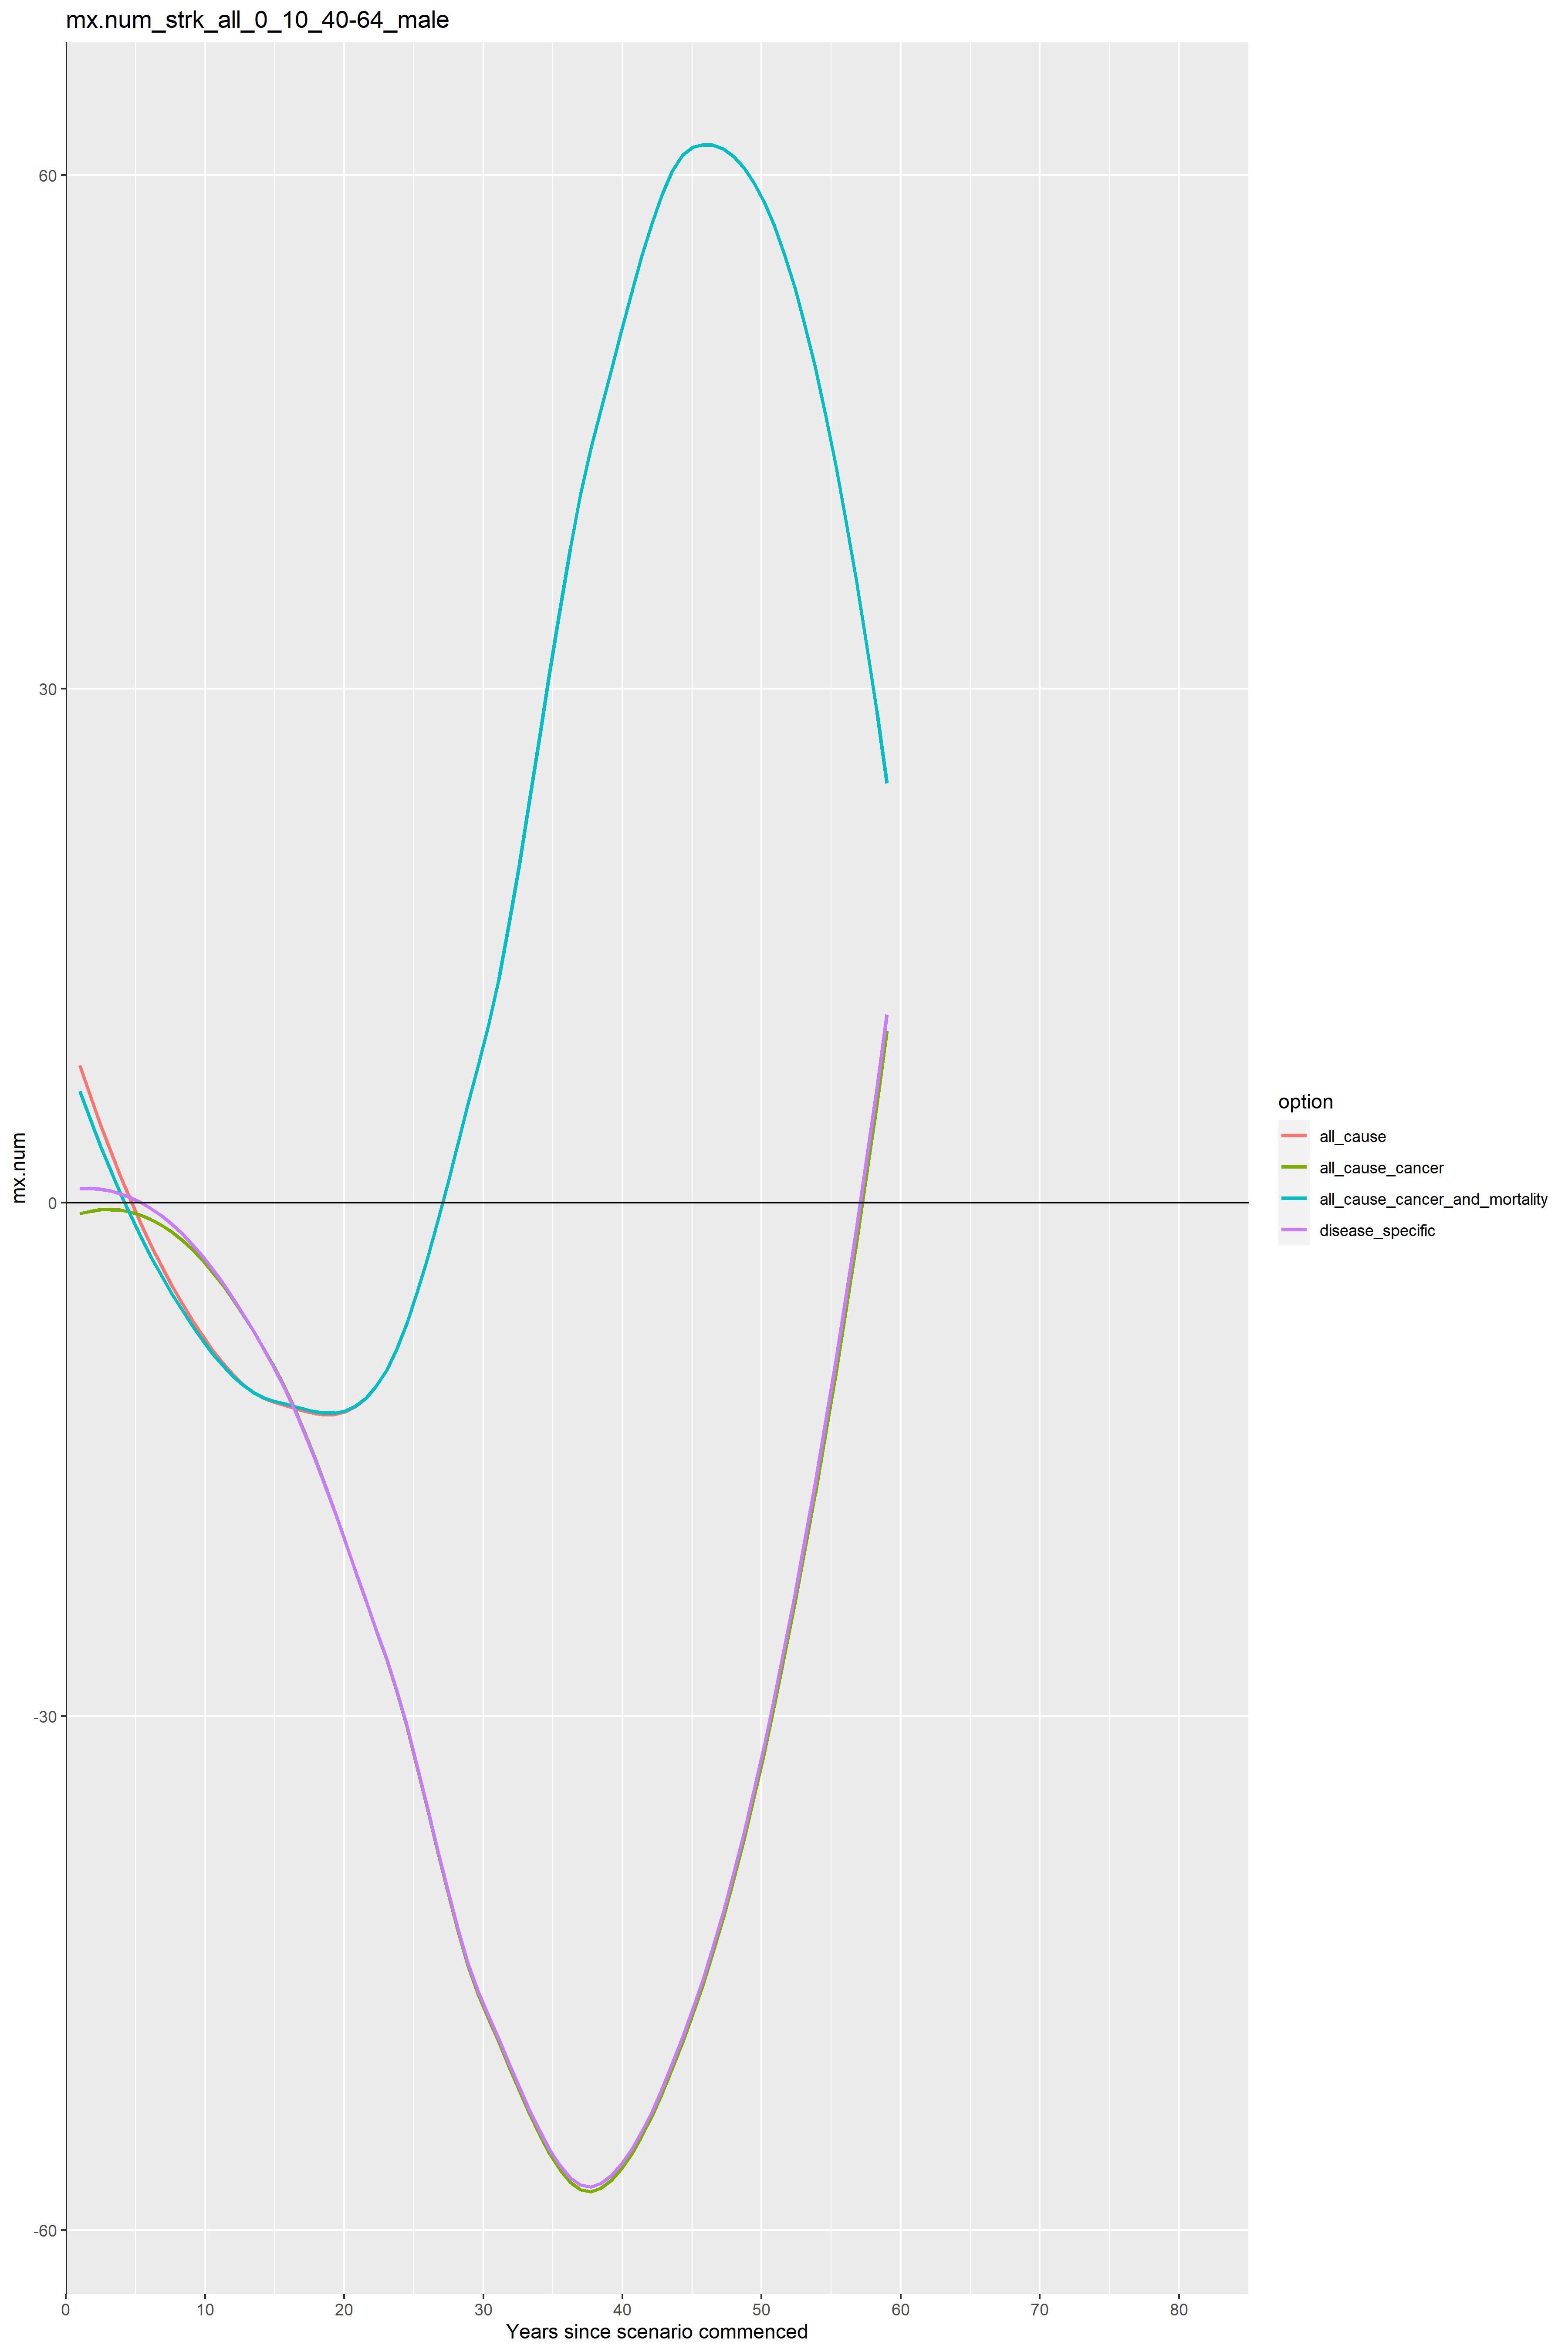 mx.num_strk_all_0_10_40-64_male
60
30
0
-30
-60
mx.num
0 10 20 30 40 50 60 70 80
Years since scenario commenced
option
all_cause
all_cause_cancer
all_cause_cancer_and_mortality
disease_specific